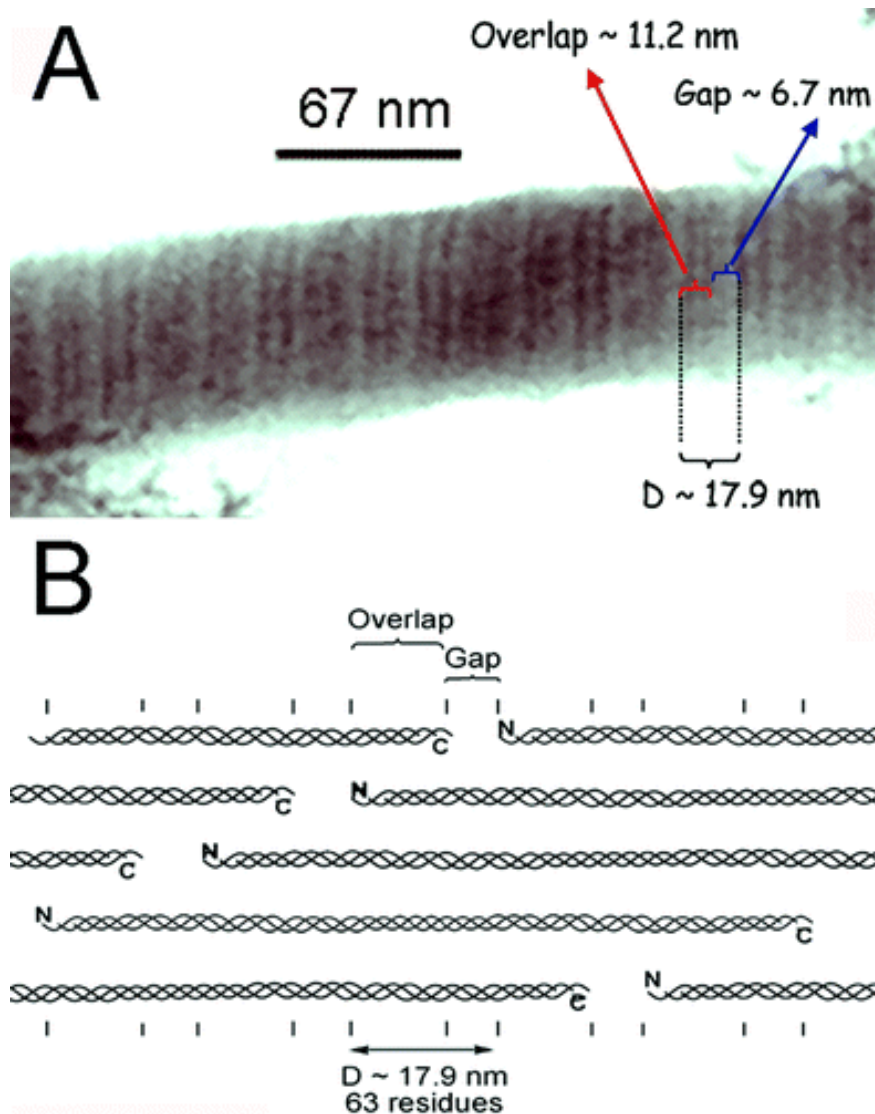 A
Overlap ~ 11.2 nm
Gap ~ 6.7 nm
67 nm
D ~ 17.9 nm
B
Overlap
Gap
C N
C N
C N
N C
C N
D ~ 17.9 nm
63 residues